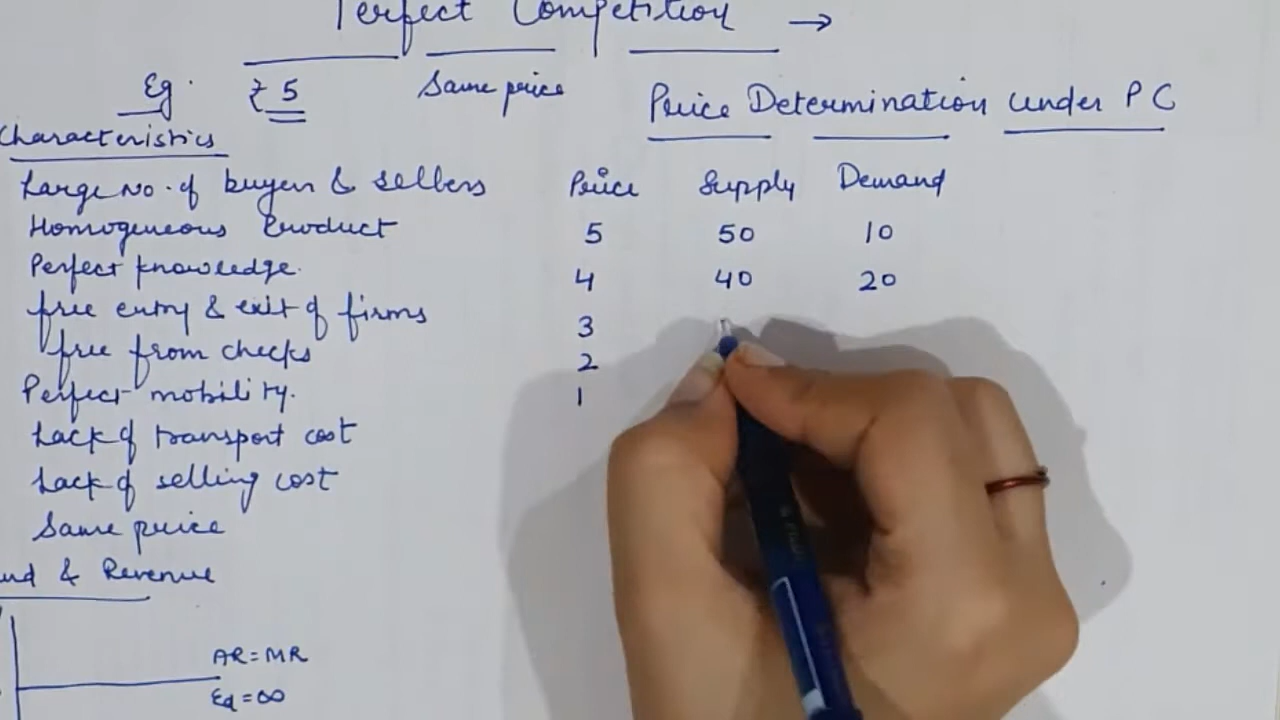 Perfect Competition →
Eg. ₹ 5 Same price
Characteristics
Large No. of buyers & sellers
Homogeneous Product
Perfect knowledge.
free entry & exit of firms
free from checks
Perfect mobility.
Lack of transport cost
Lack of selling cost
Same price
& Revenue
AR = MR
Ed = ∞
Price Determination under PC
Price Supply Demand
5 50 10
4 40 20
3
2
1